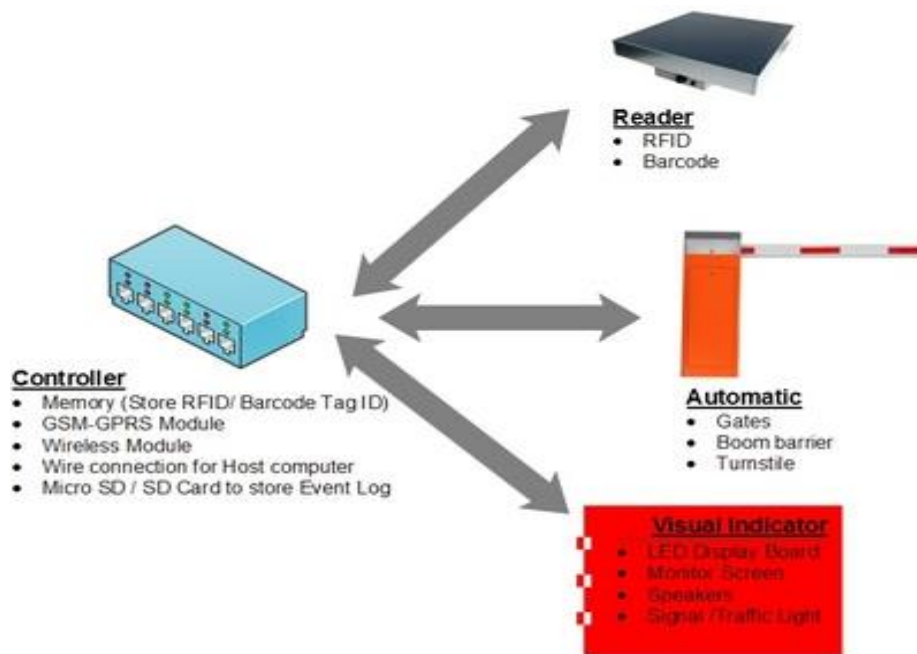 Reader
• RFID
• Barcode
Controller
• Memory (Store RFID/ Barcode Tag ID)
• GSM-GPRS Module
• Wireless Module
• Wire connection for Host computer
• Micro SD / SD Card to store Event Log
Automatic
• Gates
• Boom barrier
• Turnstile
Visual Indicator
• LED Display Board
• Monitor Screen
• Speakers
• Signal /Traffic Light